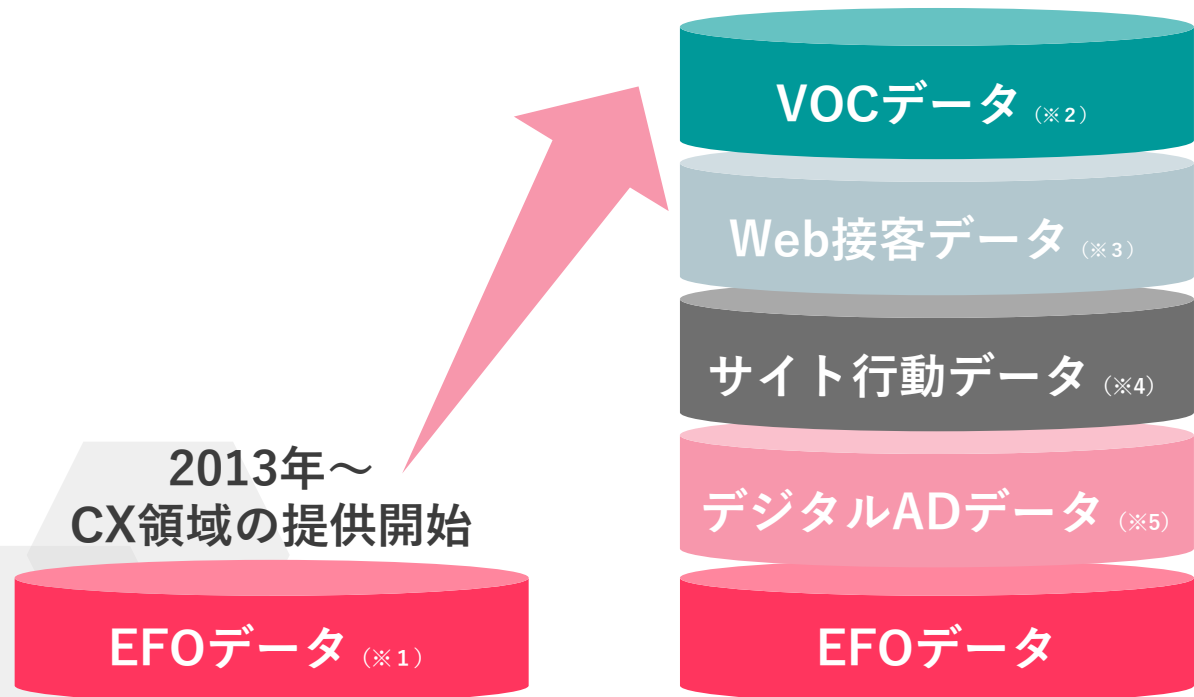 VOCデータ（※２）
Web接客データ（※３）
サイト行動データ（※4）
2013年～
CX領域の提供開始
デジタルADデータ（※5）
EFOデータ（※１）
EFOデータ